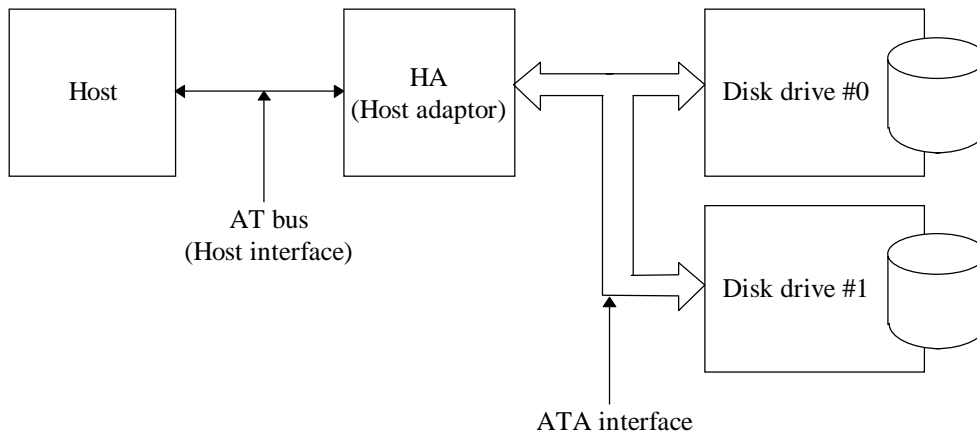 Host
HA
(Host adaptor)
Disk drive #0
AT bus
(Host interface)
Disk drive #1
ATA interface